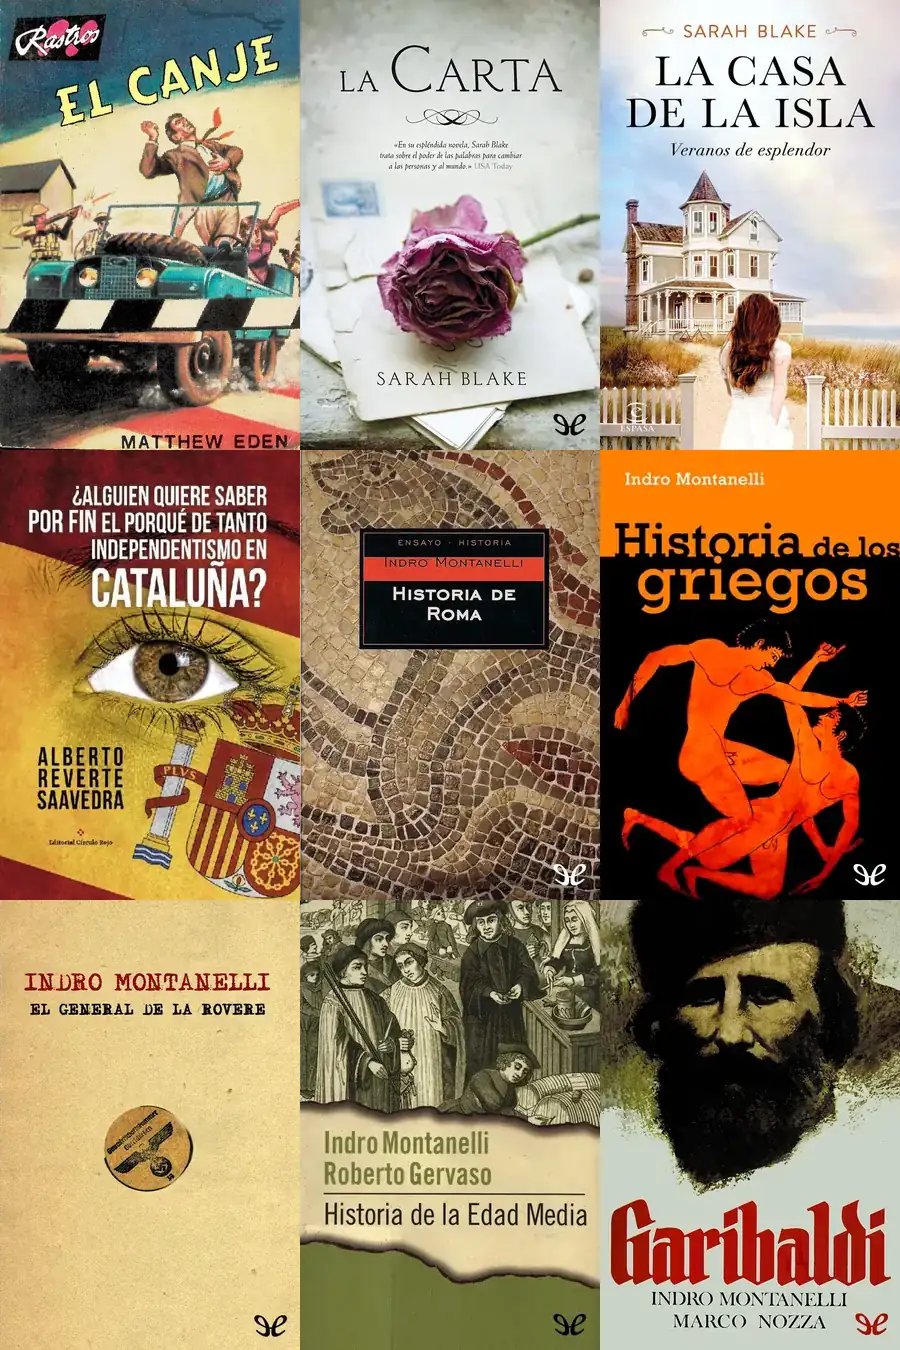 Rastros
EL CANJE
MATTHEW EDEN
LA CARTA
«En su espléndida novela, Sarah Blake
trata sobre el poder de las palabras para cambiar
a las personas y al mundo.» USA Today
SARAH BLAKE
SARAH BLAKE
LA CASA
DE LA ISLA
Veranos de esplendor
ESPASA
¿ALGUIEN QUIERE SABER
POR FIN EL PORQUÉ DE TANTO
INDEPENDENTISMO EN
CATALUÑA?
ALBERTO
REVERTE
SAAVEDRA
Editorial Círculo Rojo
PLVS
ENSAYO · HISTORIA
INDRO MONTANELLI
HISTORIA DE
ROMA
Indro Montanelli
Historia de los
griegos
INDRO MONTANELLI
EL GENERAL DE LA ROVERE
Indro Montanelli
Roberto Gervaso
Historia de la Edad Media
Garibaldi
INDRO MONTANELLI
MARCO NOZZA